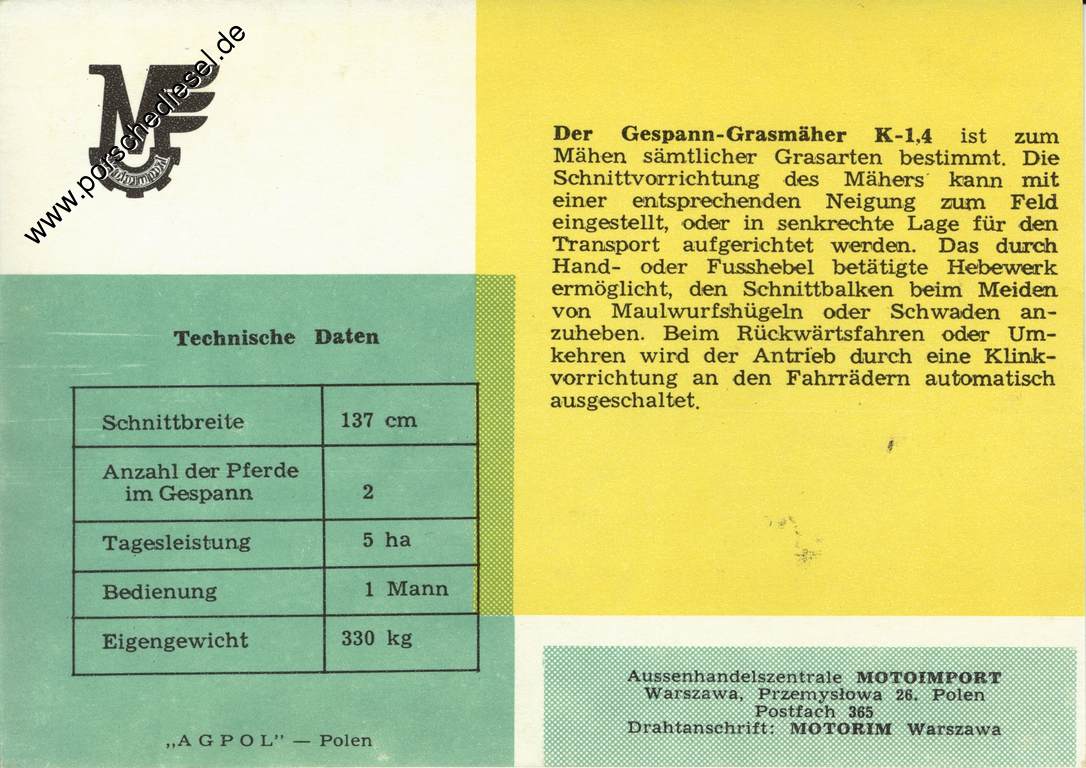 www.porschediesel.de
Technische Daten
Schnittbreite 137 cm
Anzahl der Pferde
im Gespann 2
Tagesleistung 5 ha
Bedienung 1 Mann
Eigengewicht 330 kg
„AGPOL” — Polen
Der Gespann-Grasmäher K-1,4 ist zum
Mähen sämtlicher Grasarten bestimmt. Die
Schnittvorrichtung des Mähers kann mit
einer entsprechenden Neigung zum Feld
eingestellt, oder in senkrechte Lage für den
Transport aufgerichtet werden. Das durch
Hand- oder Fusshebel betätigte Hebewerk
ermöglicht, den Schnittbalken beim Meiden
von Maulwurfshügeln oder Schwaden an-
zuheben. Beim Rückwärtsfahren oder Um-
kehren wird der Antrieb durch eine Klink-
vorrichtung an den Fahrrädern automatisch
ausgeschaltet.
Aussenhandelszentrale MOTOIMPORT
Warszawa, Przemysłowa 26. Polen
Postfach 365
Drahtanschrift: MOTORIM Warszawa